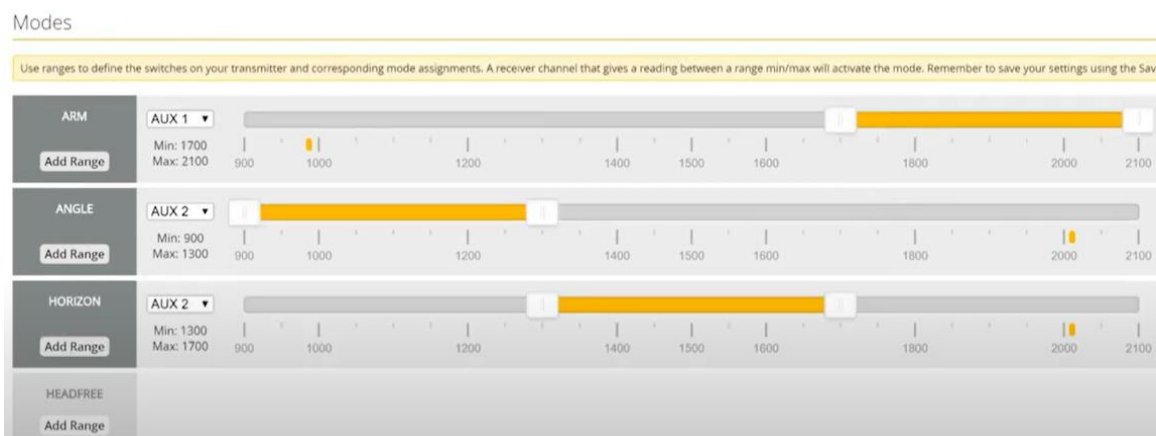 Modes
Use ranges to define the switches on your transmitter and corresponding mode assignments. A receiver channel that gives a reading between a range min/max will activate the mode. Remember to save your settings using the Sav
ARM
Add Range
AUX 1
Min: 1700
Max: 2100
900 1000 1200 1400 1500 1600 1800 2000 2100
ANGLE
Add Range
AUX 2
Min: 900
Max: 1300
900 1000 1200 1400 1500 1600 1800 2000 2100
HORIZON
Add Range
AUX 2
Min: 1300
Max: 1700
900 1000 1200 1400 1500 1600 1800 2000 2100
HEADFREE
Add Range